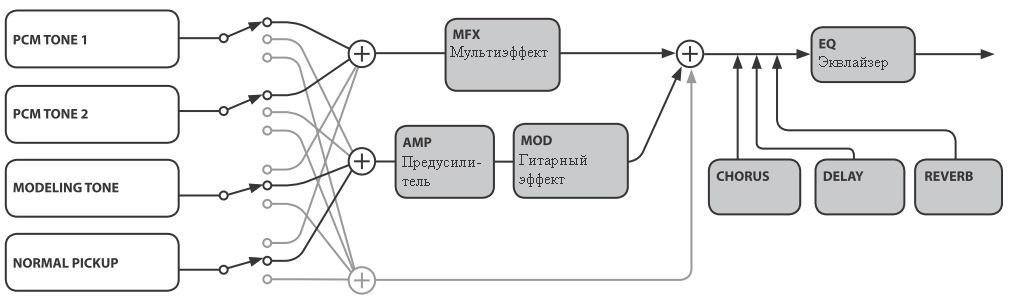 PCM TONE 1
PCM TONE 2
MODELING TONE
NORMAL PICKUP
MFX
Мультиэффект
AMP
Предусили-
тель
MOD
Гитарный
эффект
EQ
Эквлайзер
CHORUS
DELAY
REVERB